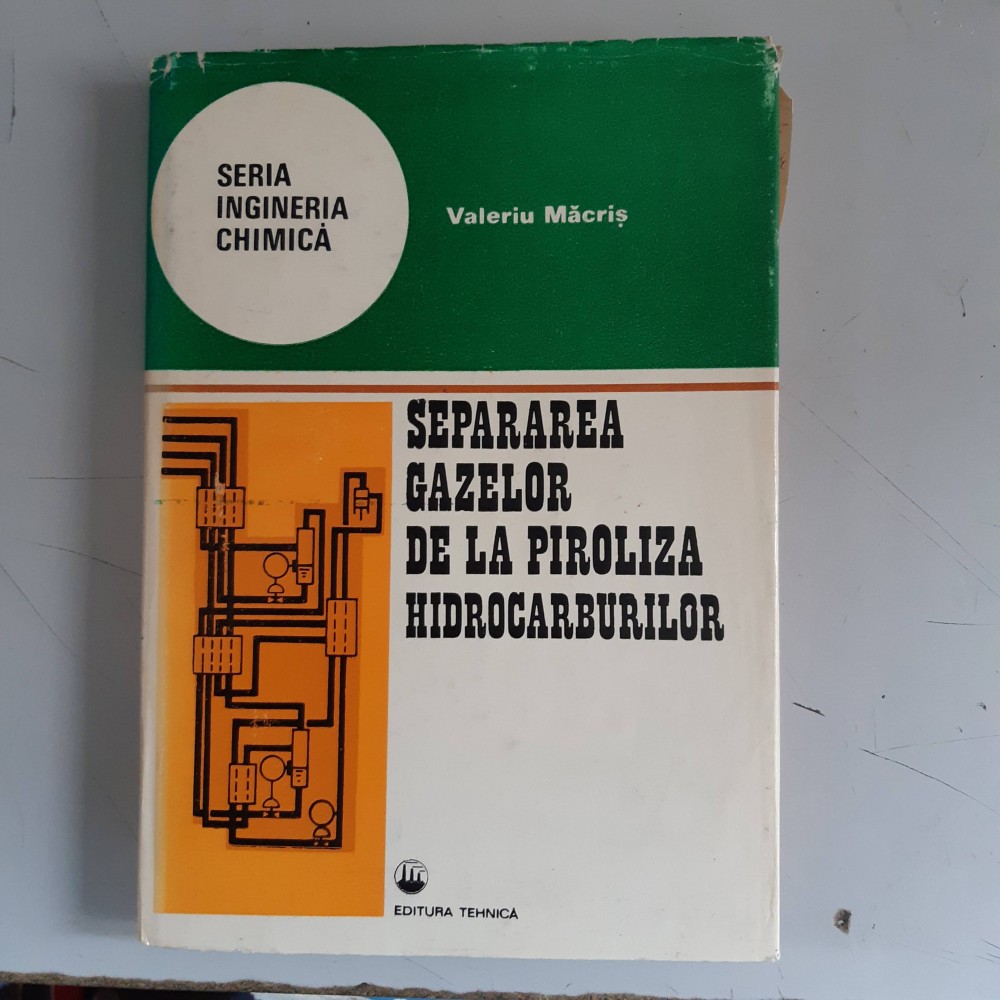 SERIA
INGINERIA
CHIMICĂ
Valeriu Măcriș
SEPARAREA
GAZELOR
DE LA PIROLIZA
HIDROCARBURILOR
EDITURA TEHNICĂ